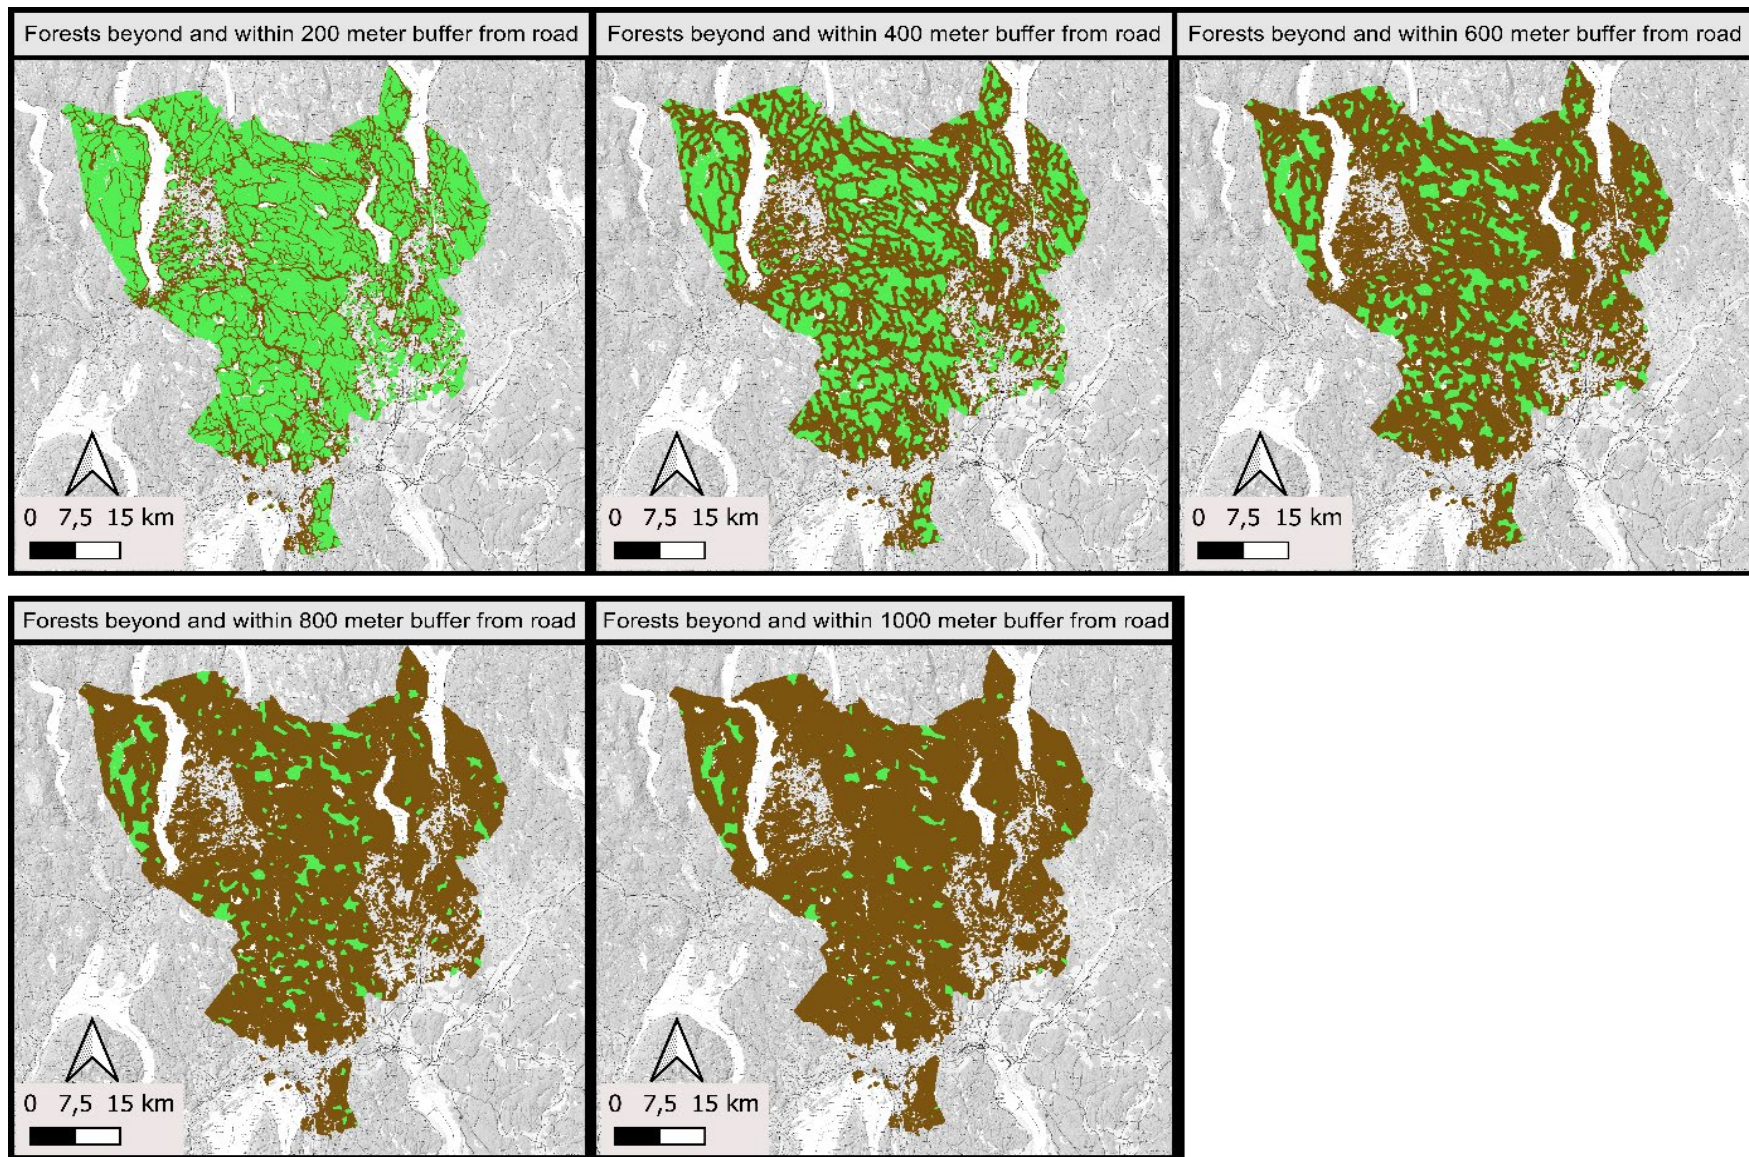 Forests beyond and within 200 meter buffer from road
Forests beyond and within 400 meter buffer from road
Forests beyond and within 600 meter buffer from road
0 7,5 15 km
0 7,5 15 km
0 7,5 15 km
Forests beyond and within 800 meter buffer from road
Forests beyond and within 1000 meter buffer from road
0 7,5 15 km
0 7,5 15 km